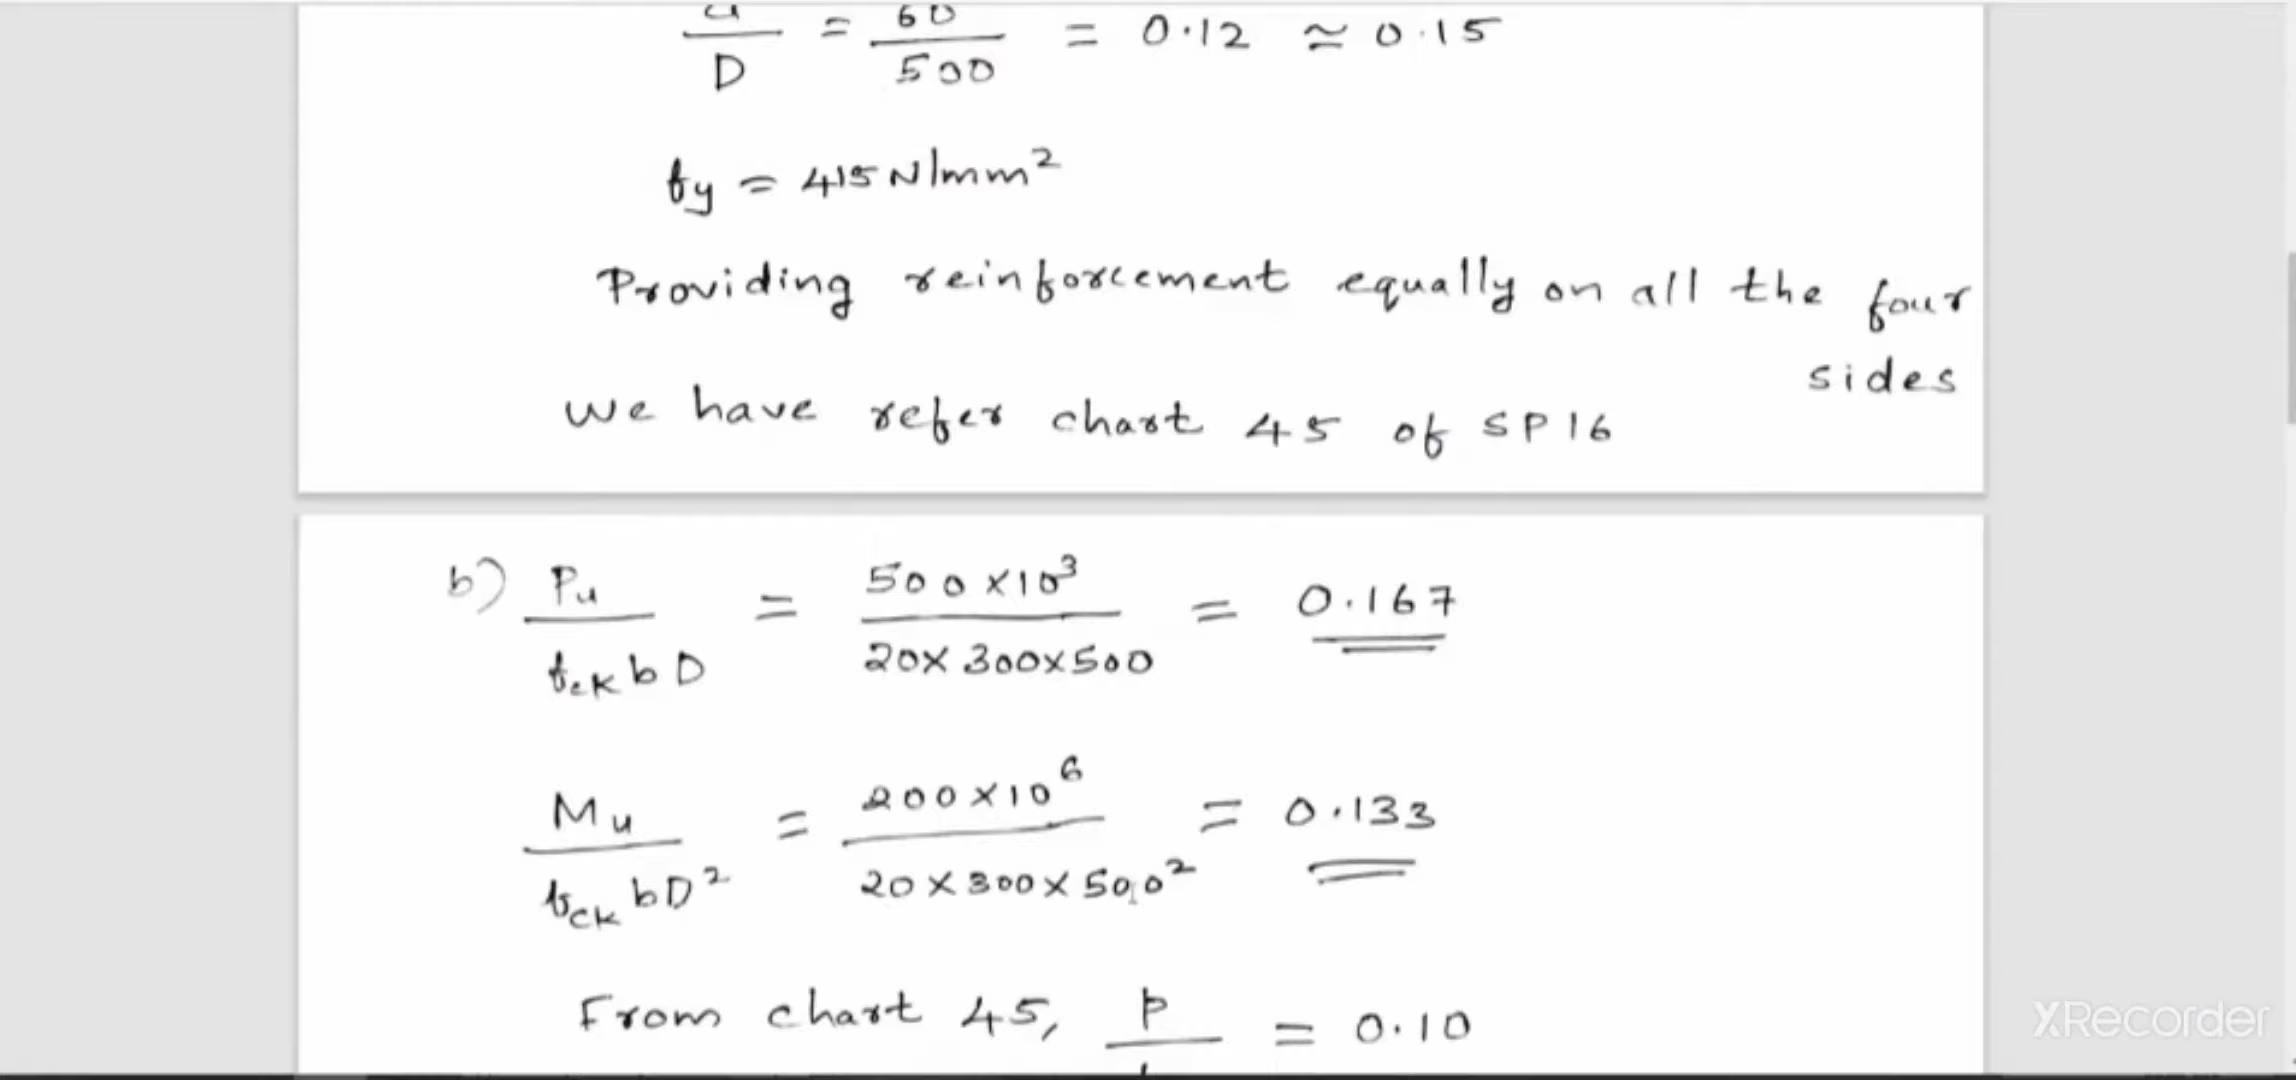 d/D = 60/500 = 0.12 ≈ 0.15
fy = 415 N/mm²
Providing reinforcement equally on all the four
sides
we have refer chart 45 of SP16
b) Pu/fck b D = 500 × 10³/20 × 300 × 500 = 0.167
Mu/fck bD² = 200 × 10⁶/20 × 300 × 500² = 0.133
From chart 45, p = 0.10
XRecorder